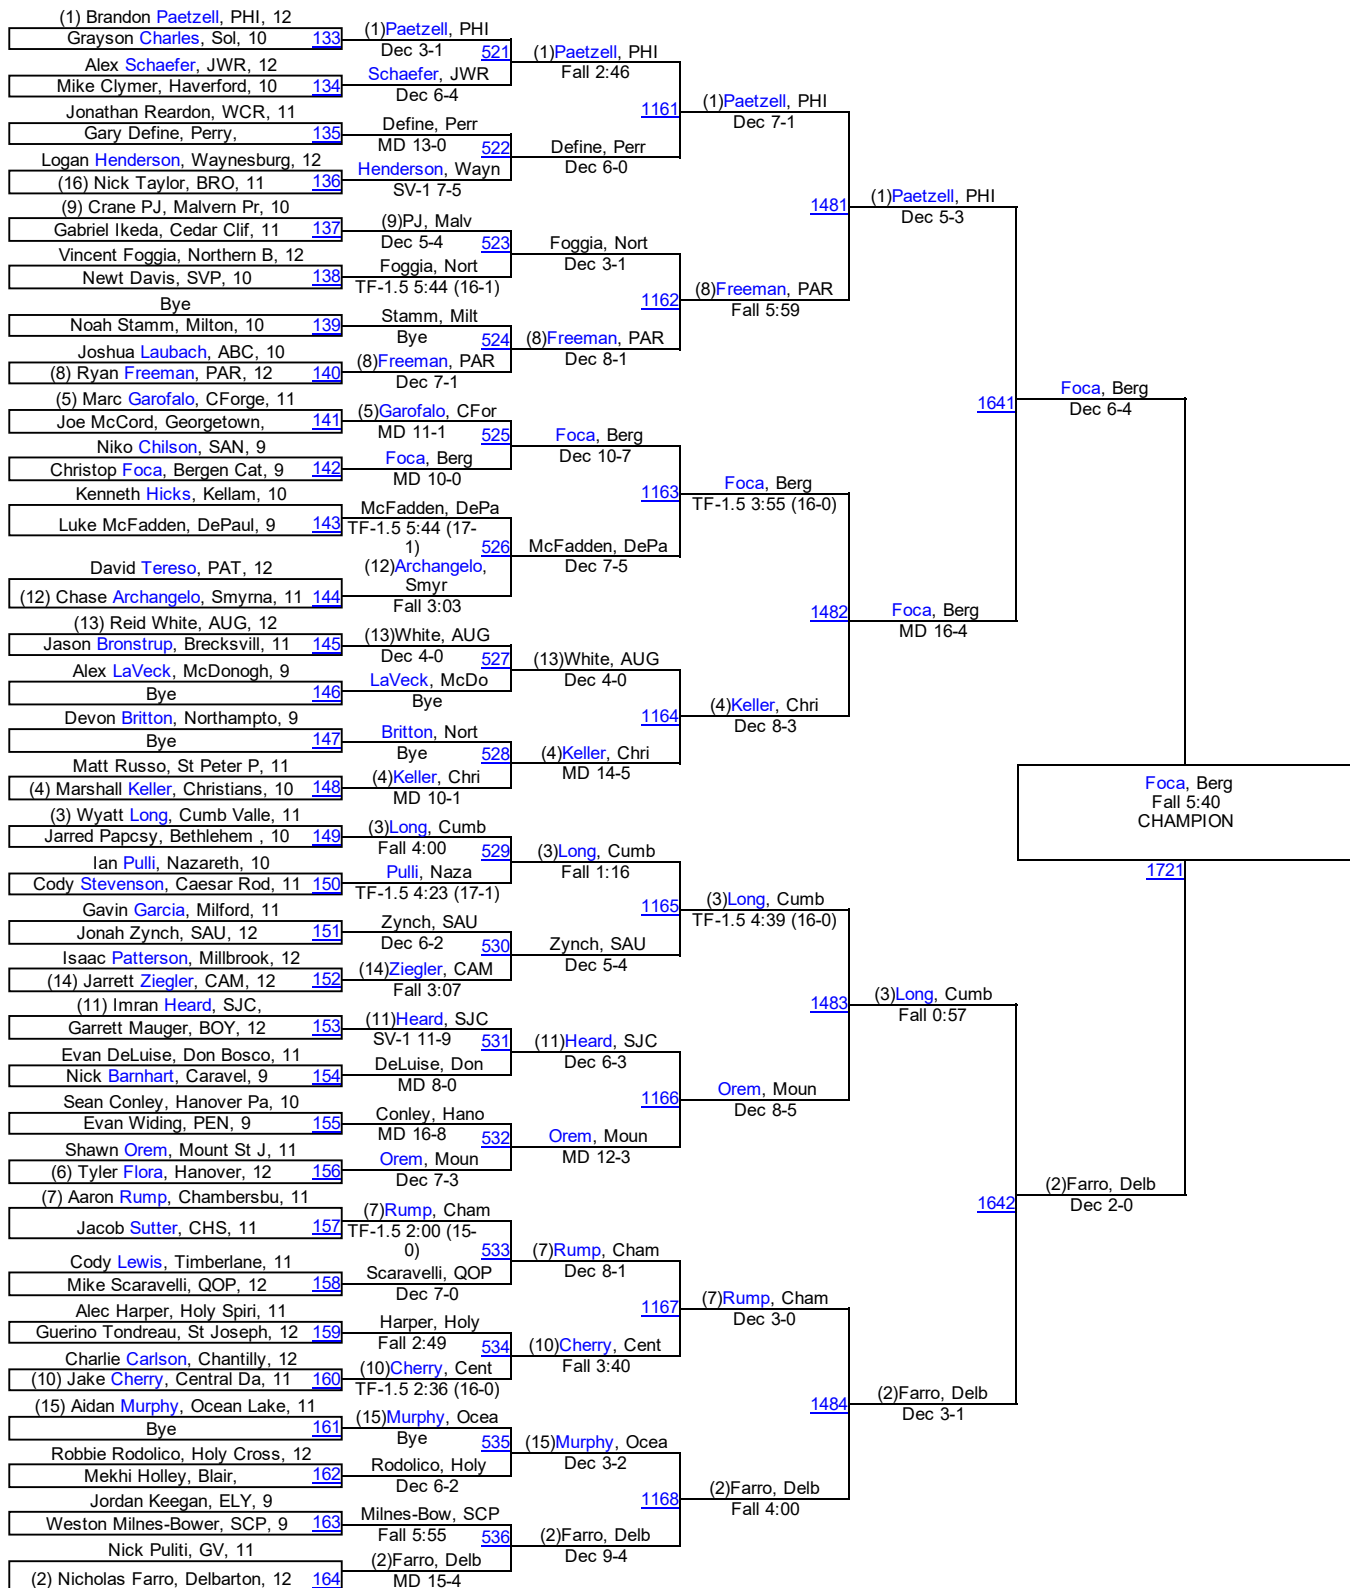 (1) Brandon Paetzell, PHI, 12
Grayson Charles, Sol, 10 133
Alex Schaefer, JWR, 12
Mike Clymer, Haverford, 10 134
Jonathan Reardon, WCR, 11
Gary Define, Perry, 135
Logan Henderson, Waynesburg, 12
(16) Nick Taylor, BRO, 11 136
(9) Crane PJ, Malvern Pr, 10
Gabriel Ikeda, Cedar Clif, 11 137
Vincent Foggia, Northern B, 12
Newt Davis, SVP, 10 138
Bye
Noah Stamm, Milton, 10 139
Joshua Laubach, ABC, 10
(8) Ryan Freeman, PAR, 12 140
(5) Marc Garofalo, CForge, 11
Joe McCord, Georgetown, 141
Niko Chilson, SAN, 9
Christop Foca, Bergen Cat, 9 142
Kenneth Hicks, Kellam, 10
Luke McFadden, DePaul, 9 143
David Tereso, PAT, 12
(12) Chase Archangelo, Smyrna, 11 144
(13) Reid White, AUG, 12
Jason Bronstrup, Brecksvill, 11 145
Alex LaVeck, McDonogh, 9
Bye 146
Devon Britton, Northampto, 9
Bye 147
Matt Russo, St Peter P, 11
(4) Marshall Keller, Christians, 10 148
(3) Wyatt Long, Cumb Valle, 11
Jarred Papcsy, Bethlehem , 10 149
Ian Pulli, Nazareth, 10
Cody Stevenson, Caesar Rod, 11 150
Gavin Garcia, Milford, 11
Jonah Zynch, SAU, 12 151
Isaac Patterson, Millbrook, 12
(14) Jarrett Ziegler, CAM, 12 152
(11) Imran Heard, SJC,
Garrett Mauger, BOY, 12 153
Evan DeLuise, Don Bosco, 11
Nick Barnhart, Caravel, 9 154
Sean Conley, Hanover Pa, 10
Evan Widing, PEN, 9 155
Shawn Orem, Mount St J, 11
(6) Tyler Flora, Hanover, 12 156
(7) Aaron Rump, Chambersbu, 11
Jacob Sutter, CHS, 11 157
Cody Lewis, Timberlane, 11
Mike Scaravelli, QOP, 12 158
Alec Harper, Holy Spiri, 11
Guerino Tondreau, St Joseph, 12 159
Charlie Carlson, Chantilly, 12
(10) Jake Cherry, Central Da, 11 160
(15) Aidan Murphy, Ocean Lake, 11
Bye 161
Robbie Rodolico, Holy Cross, 12
Mekhi Holley, Blair, 162
Jordan Keegan, ELY, 9
Weston Milnes-Bower, SCP, 9 163
Nick Puliti, GV, 11
(2) Nicholas Farro, Delbarton, 12 164
(1)Paetzell, PHI
Dec 3-1
521
Schaefer, JWR
Dec 6-4
Define, Perr
MD 13-0
522
Henderson, Wayn
SV-1 7-5
(9)PJ, Malv
Dec 5-4
523
Foggia, Nort
TF-1.5 5:44 (16-1)
Stamm, Milt
Bye
524
(8)Freeman, PAR
Dec 7-1
(5)Garofalo, CFor
MD 11-1
525
Foca, Berg
MD 10-0
McFadden, DePa
TF-1.5 5:44 (17-
1)
526
(12)Archangelo,
Smyr
Fall 3:03
(13)White, AUG
Dec 4-0
527
LaVeck, McDo
Bye
Britton, Nort
Bye
528
(4)Keller, Chri
MD 10-1
(3)Long, Cumb
Fall 4:00
529
Pulli, Naza
TF-1.5 4:23 (17-1)
Zynch, SAU
Dec 6-2
530
(14)Ziegler, CAM
Fall 3:07
(11)Heard, SJC
SV-1 11-9
531
DeLuise, Don
MD 8-0
Conley, Hano
MD 16-8
532
Orem, Moun
Dec 7-3
(7)Rump, Cham
TF-1.5 2:00 (15-
0)
533
Scaravelli, QOP
Dec 7-0
Harper, Holy
Fall 2:49
534
(10)Cherry, Cent
TF-1.5 2:36 (16-0)
(15)Murphy, Ocea
Bye
535
Rodolico, Holy
Dec 6-2
Milnes-Bow, SCP
Fall 5:55
536
(2)Farro, Delb
MD 15-4
(1)Paetzell, PHI
Fall 2:46
1161
Define, Perr
Dec 6-0
Foggia, Nort
Dec 3-1
1162
(8)Freeman, PAR
Dec 8-1
Foca, Berg
Dec 10-7
1163
McFadden, DePa
Dec 7-5
(13)White, AUG
Dec 4-0
1164
(4)Keller, Chri
MD 14-5
(3)Long, Cumb
Fall 1:16
1165
Zynch, SAU
Dec 5-4
(11)Heard, SJC
Dec 6-3
1166
Orem, Moun
MD 12-3
(7)Rump, Cham
Dec 8-1
1167
(10)Cherry, Cent
Fall 3:40
(15)Murphy, Ocea
Dec 3-2
1168
(2)Farro, Delb
Dec 9-4
(1)Paetzell, PHI
Dec 7-1
1481
(8)Freeman, PAR
Fall 5:59
Foca, Berg
TF-1.5 3:55 (16-0)
1482
(4)Keller, Chri
Dec 8-3
(3)Long, Cumb
TF-1.5 4:39 (16-0)
1483
Orem, Moun
Dec 8-5
(7)Rump, Cham
Dec 3-0
1484
(2)Farro, Delb
Fall 4:00
(1)Paetzell, PHI
Dec 5-3
1641
Foca, Berg
MD 16-4
(3)Long, Cumb
Fall 0:57
1642
(2)Farro, Delb
Dec 3-1
Foca, Berg
Dec 6-4
(2)Farro, Delb
Dec 2-0
Foca, Berg
Fall 5:40
CHAMPION
1721